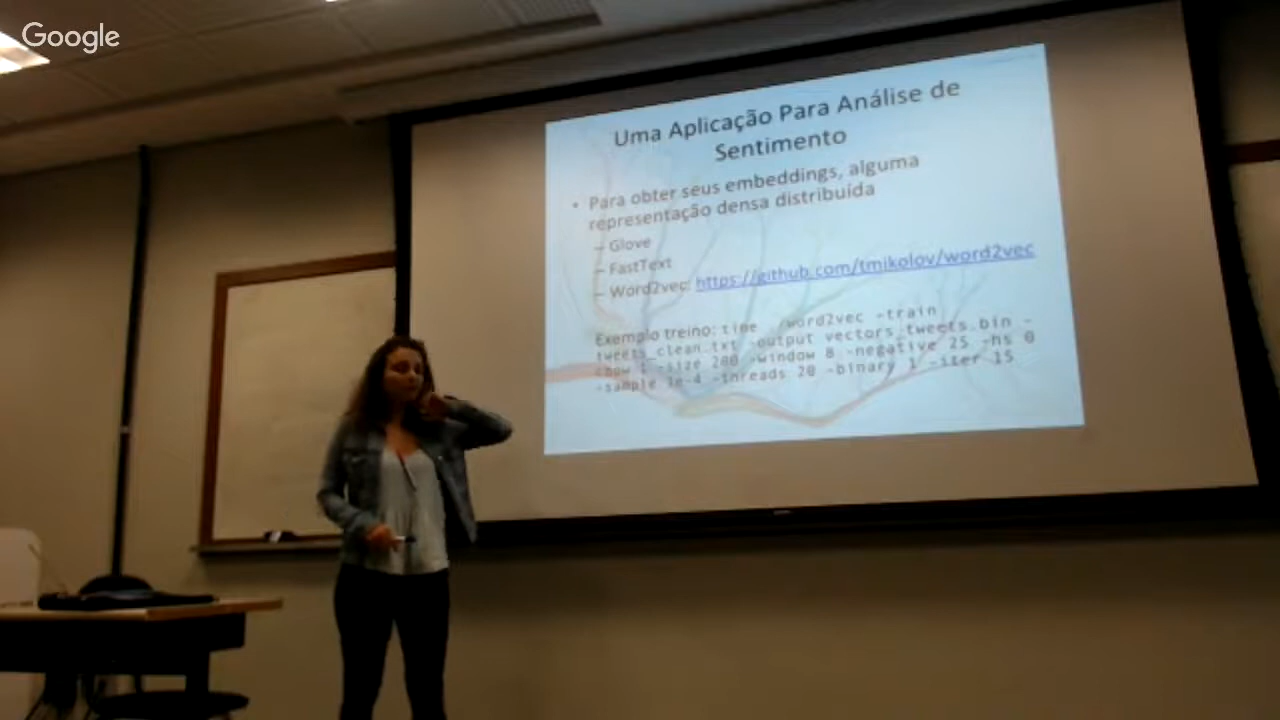 Google
Uma Aplicação Para Análise de
Sentimento
• Para obter seus embeddings, alguma
representação densa distribuída
– Glove
– FastText
– Word2vec: https://github.com/tmikolov/word2vec
Exemplo treino: time ./word2vec -train
tweets_clean.txt -output vectors_tweets.bin -
cbow 1 -size 200 -window 8 -negative 25 -hs 0
-sample 1e-4 -threads 20 -binary 1 -iter 15